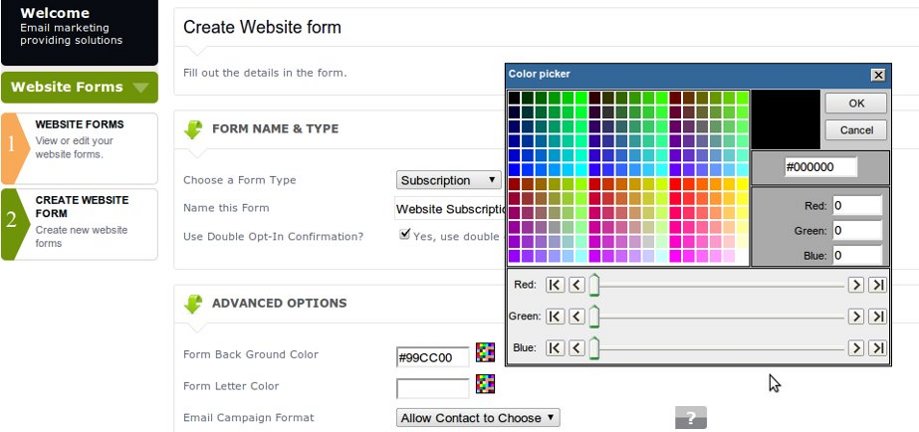 Welcome
Email marketing
providing solutions
Website Forms
1
WEBSITE FORMS
View or edit your
website forms.
2
CREATE WEBSITE
FORM
Create new website
forms
Create Website form
Fill out the details in the form.
FORM NAME & TYPE
Choose a Form Type
Subscription
Name this Form
Website Subscriptio
Use Double Opt-In Confirmation?
Yes, use double
ADVANCED OPTIONS
Form Back Ground Color
#99CC00
Form Letter Color
Email Campaign Format
Allow Contact to Choose
?
Color picker
OK
Cancel
#000000
Red: 0
Green: 0
Blue: 0
Red:
Green:
Blue: